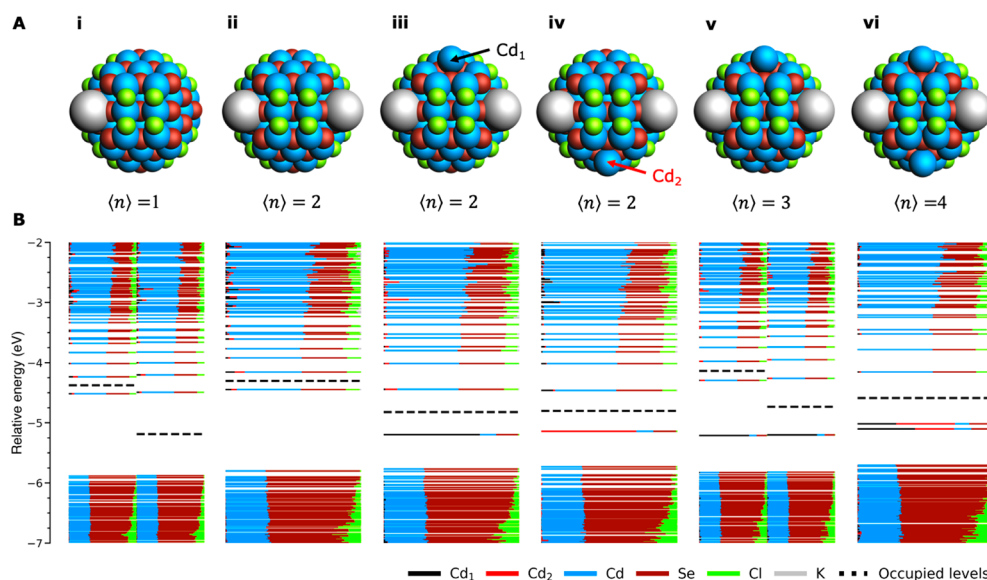 A
i ii iii iv v vi
Cd1
Cd2
⟨n⟩ =1 ⟨n⟩ = 2 ⟨n⟩ = 2 ⟨n⟩ = 2 ⟨n⟩ = 3 ⟨n⟩ =4
B
Relative energy (eV)
−2
−3
−4
−5
−6
−7
Cd1 Cd2 Cd Se Cl K Occupied levels